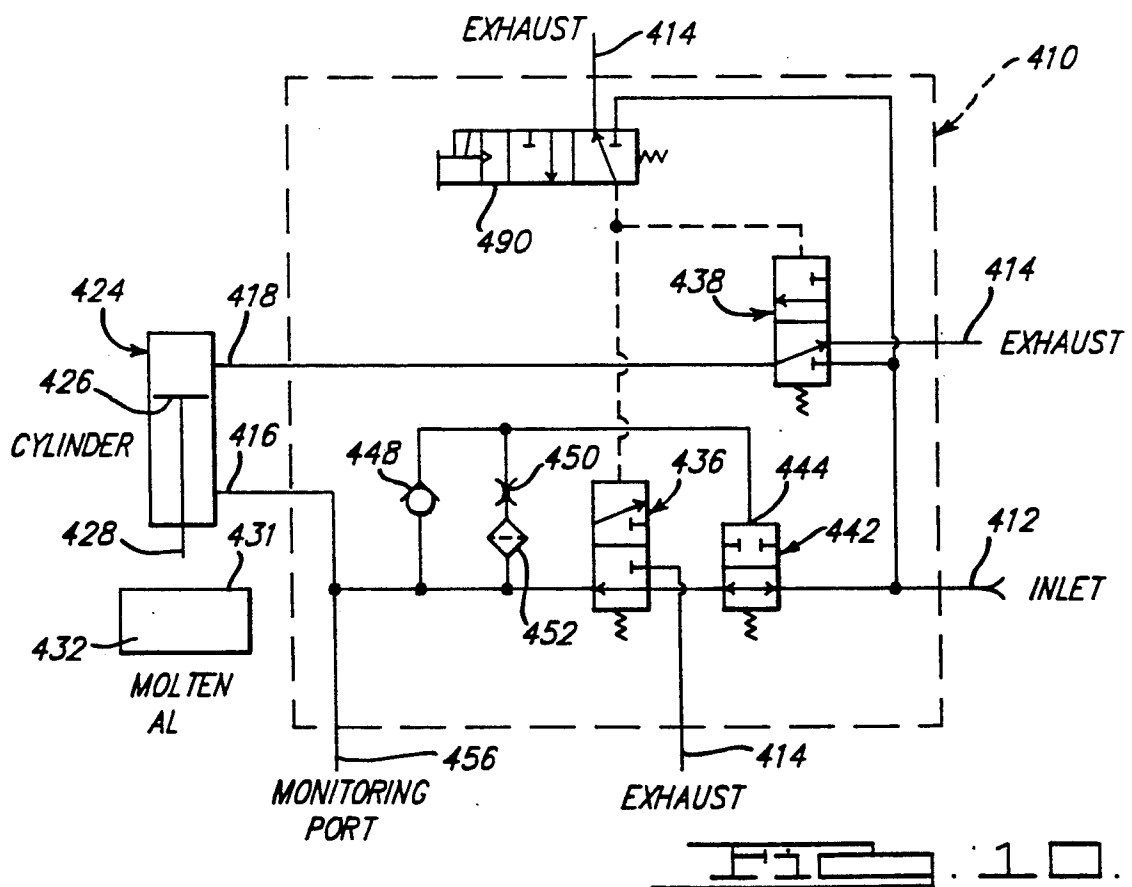 EXHAUST
414
410
490
438
414
EXHAUST
424
418
426
CYLINDER
416
448
450
436
444
442
412
INLET
428
431
432
452
MOLTEN
AL
456
MONITORING
PORT
414
EXHAUST
FIG. 10.